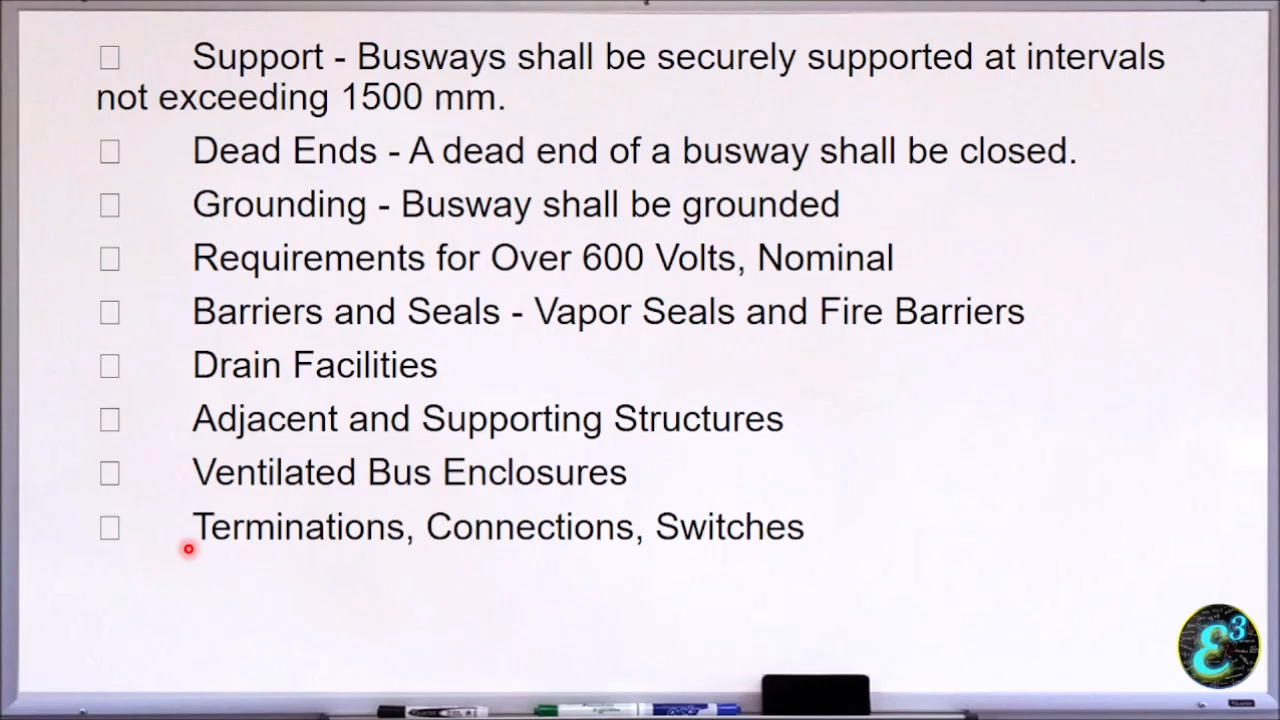 Support - Busways shall be securely supported at intervals
not exceeding 1500 mm.
Dead Ends - A dead end of a busway shall be closed.
Grounding - Busway shall be grounded
Requirements for Over 600 Volts, Nominal
Barriers and Seals - Vapor Seals and Fire Barriers
Drain Facilities
Adjacent and Supporting Structures
Ventilated Bus Enclosures
Terminations, Connections, Switches
ε3